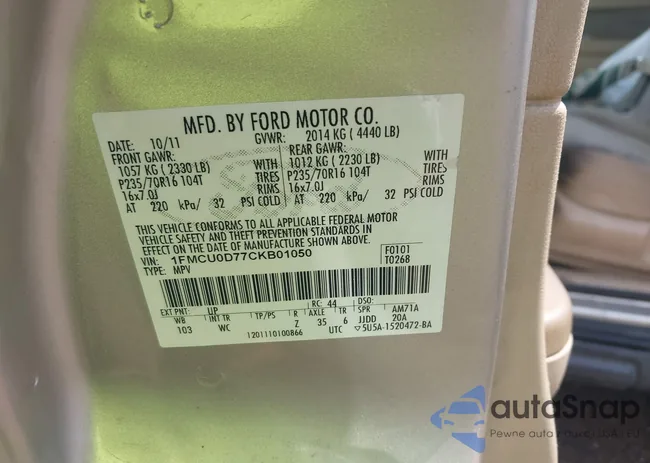 MFD. BY FORD MOTOR CO.
DATE: 10/11 GVWR: 2014 KG ( 4440 LB)
FRONT GAWR: REAR GAWR:
1057 KG ( 2330 LB) WITH 1012 KG ( 2230 LB) WITH
P235/70R16 104T TIRES P235/70R16 104T TIRES
16x7.0J RIMS 16x7.0J RIMS
AT 220 kPa/ 32 PSI COLD AT 220 kPa/ 32 PSI COLD
THIS VEHICLE CONFORMS TO ALL APPLICABLE FEDERAL MOTOR
VEHICLE SAFETY AND THEFT PREVENTION STANDARDS IN
EFFECT ON THE DATE OF MANUFACTURE SHOWN ABOVE.
VIN: 1FMCU0D77CKB01050 F0101
TYPE: MPV T0268
EXT PNT: UP RC: 44 DSO:
WB INT TR TP/PS R AXLE TR SPR AM71A
103 WC Z 35 6 JJDD 20A
1201110100866 UTC ▽5U5A-1520472-BA
autoSnap
Pewne auto z